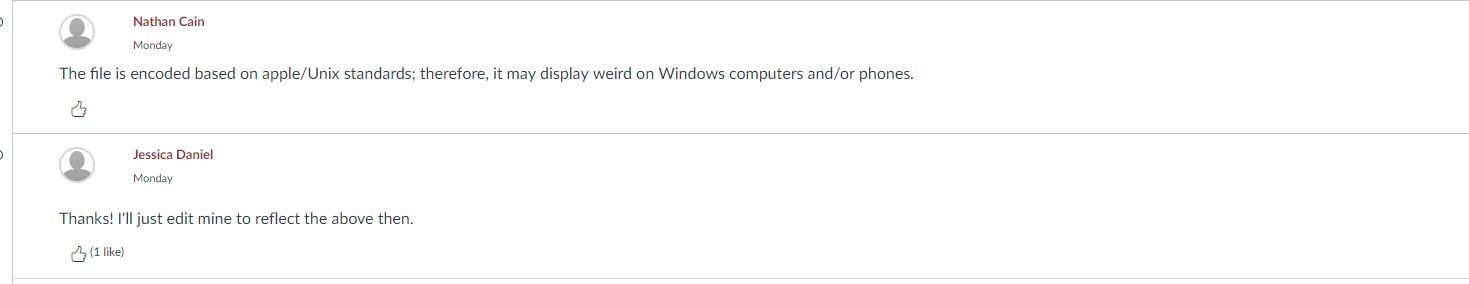 Nathan Cain
Monday
The file is encoded based on apple/Unix standards; therefore, it may display weird on Windows computers and/or phones.
Jessica Daniel
Monday
Thanks! I'll just edit mine to reflect the above then.
(1 like)